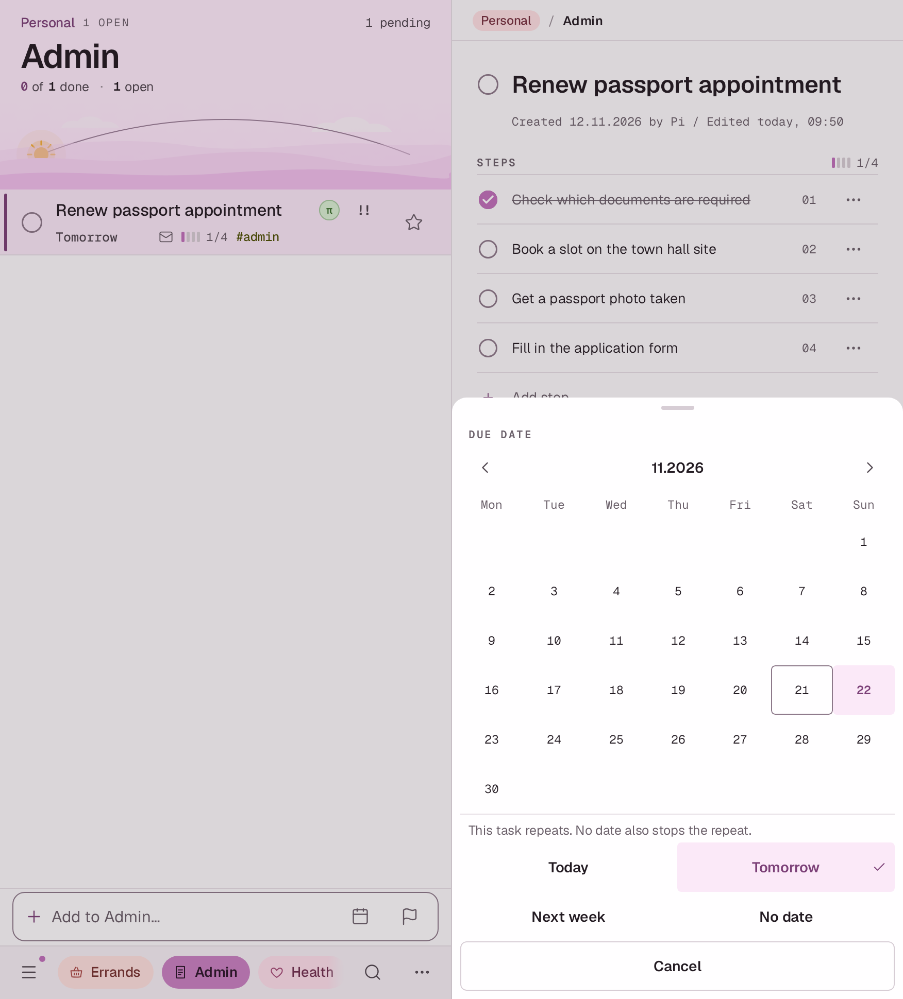 Personal 1 OPEN
1 pending
Admin
0 of 1 done · 1 open
Renew passport appointment π !!
Tomorrow 1/4 #admin
+ Add to Admin…
Errands
Admin
Health
Personal / Admin
Renew passport appointment
Created 12.11.2026 by Pi / Edited today, 09:50
STEPS 1/4
Check which documents are required 01
Book a slot on the town hall site 02
Get a passport photo taken 03
Fill in the application form 04
+ Add step
DUE DATE
11.2026
Mon Tue Wed Thu Fri Sat Sun
1
2 3 4 5 6 7 8
9 10 11 12 13 14 15
16 17 18 19 20 21 22
23 24 25 26 27 28 29
30
This task repeats. No date also stops the repeat.
Today Tomorrow
Next week No date
Cancel